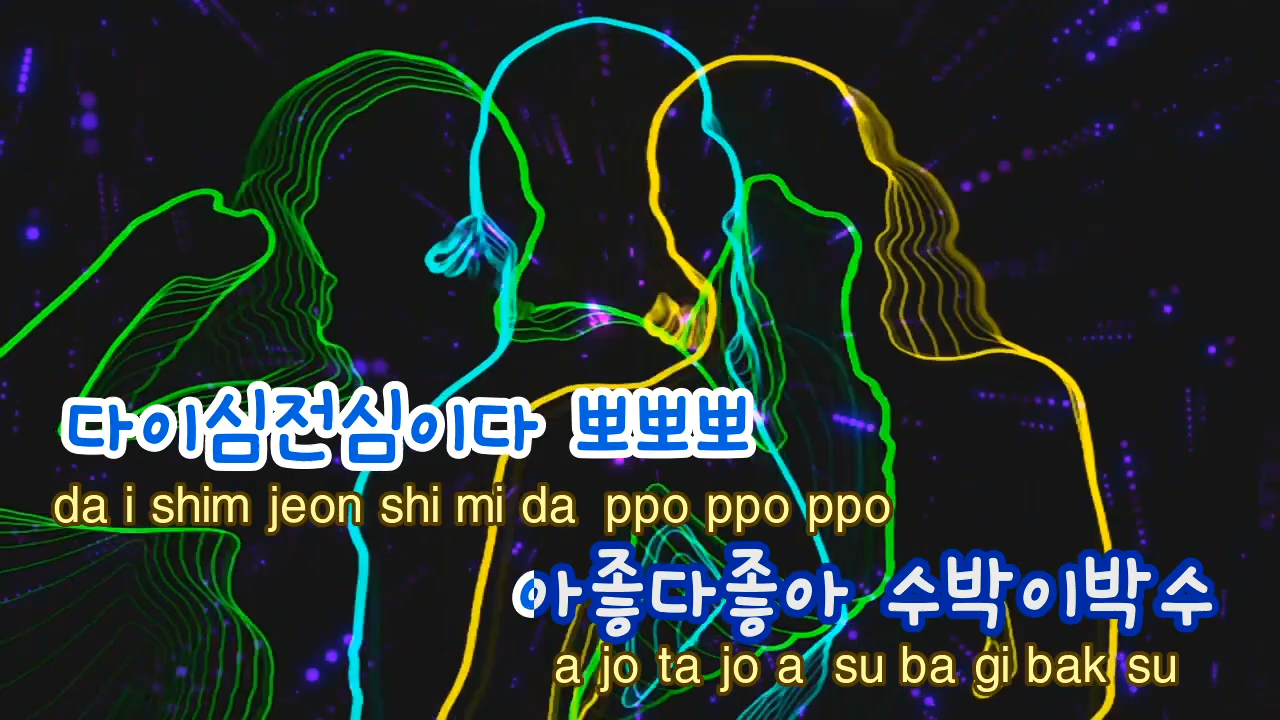 다이심전심이다 뽀뽀뽀
da i shim jeon shi mi da ppo ppo ppo
아좋다좋아 수박이박수
a jo ta jo a su ba gi bak su